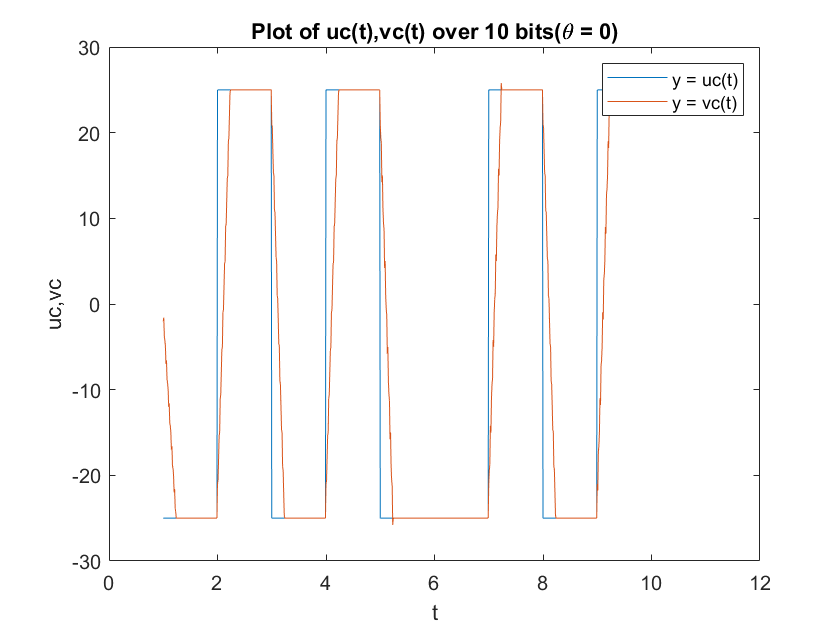 Plot of uc(t),vc(t) over 10 bits(θ = 0)
y = uc(t)
y = vc(t)
30
20
10
0
-10
-20
-30
uc,vc
0 2 4 6 8 10 12
t